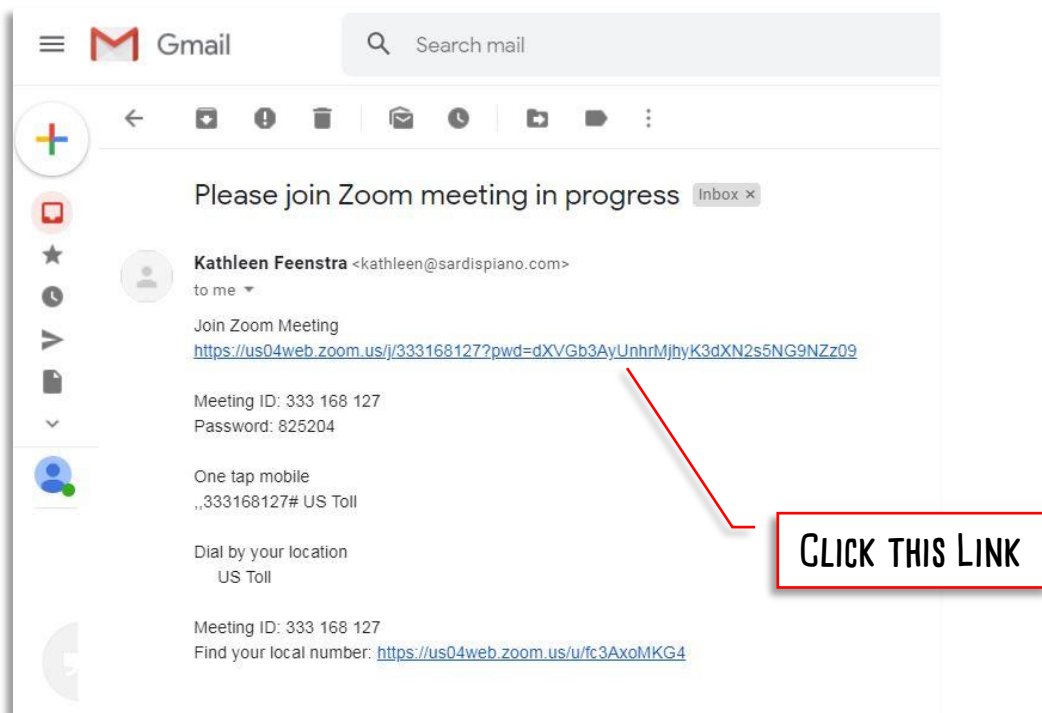 Gmail
Search mail
Please join Zoom meeting in progress Inbox ×
Kathleen Feenstra <kathleen@sardispiano.com>
to me
Join Zoom Meeting
https://us04web.zoom.us/j/333168127?pwd=dXVGb3AyUnhrMjhyK3dXN2s5NG9NZz09
Meeting ID: 333 168 127
Password: 825204
One tap mobile
,,333168127# US Toll
Dial by your location
US Toll
Meeting ID: 333 168 127
Find your local number: https://us04web.zoom.us/u/fc3AxoMKG4
CLICK THIS LINK